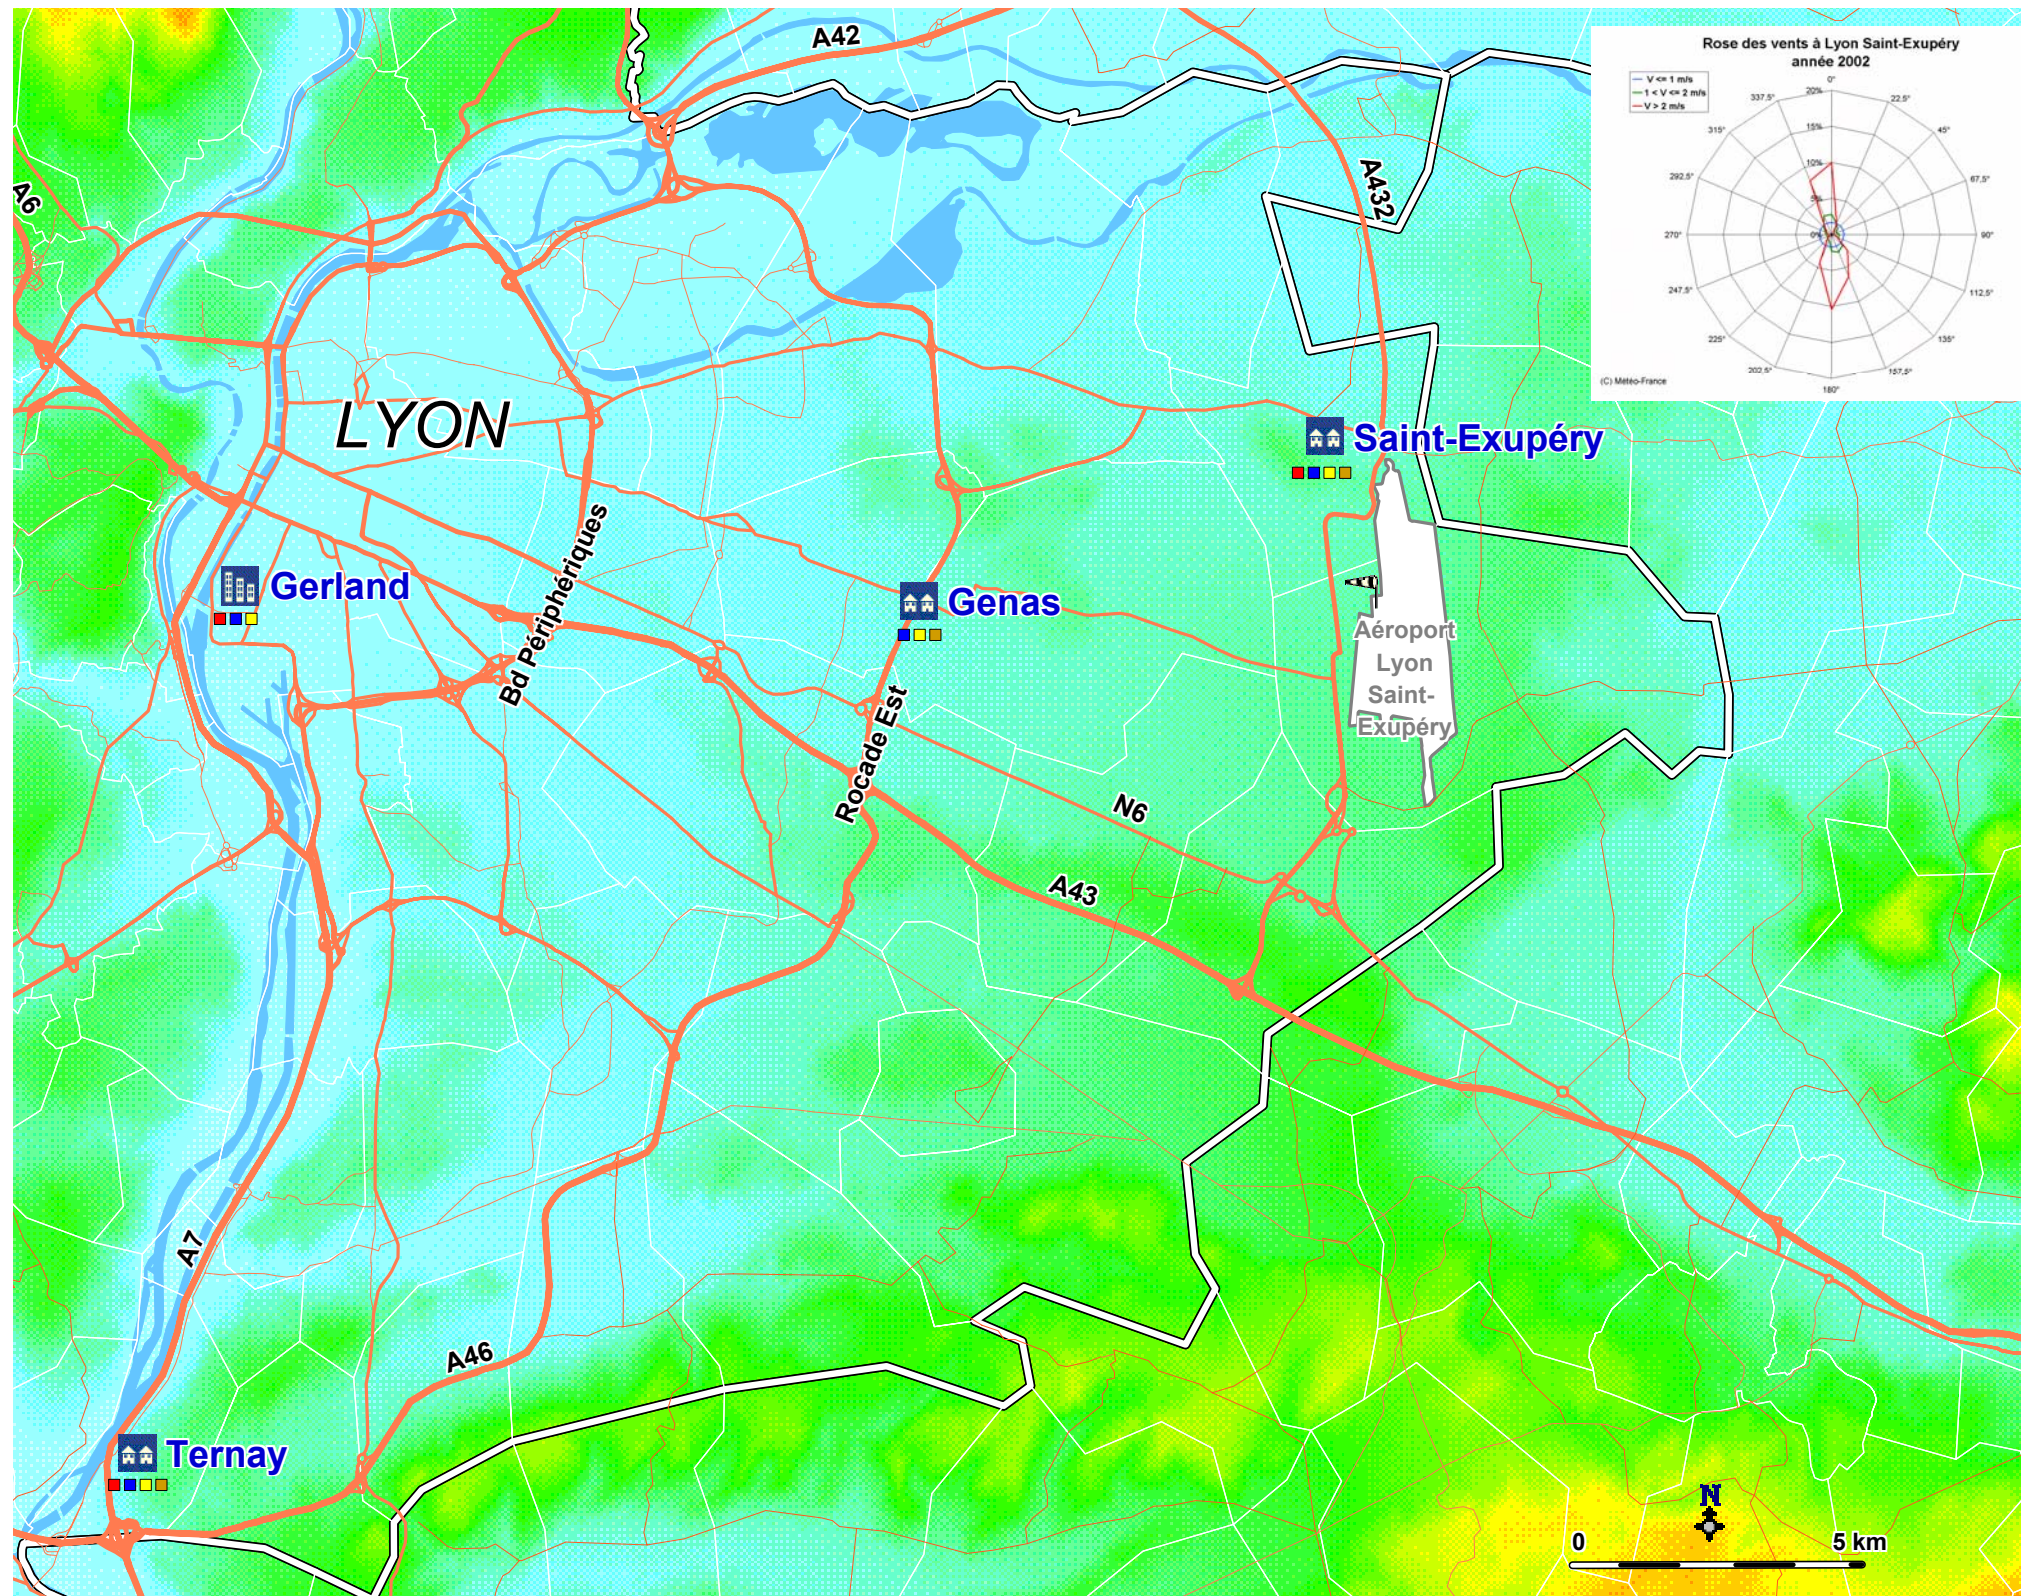 A42
Rose des vents à Lyon Saint-Exupéry
année 2002
V <= 1 m/s
1 < V <= 2 m/s
V > 2 m/s
0°
22,5°
45°
67,5°
90°
112,5°
135°
157,5°
180°
202,5°
225°
247,5°
270°
292,5°
315°
337,5°
20%
15%
10%
5%
0%
(C) Météo-France
A6
A432
LYON
Saint-Exupéry
Gerland
Bd Périphériques
Genas
Aéroport
Lyon
Saint-
Exupéry
Rocade Est
N6
A43
A7
A46
Ternay
N
0
5 km